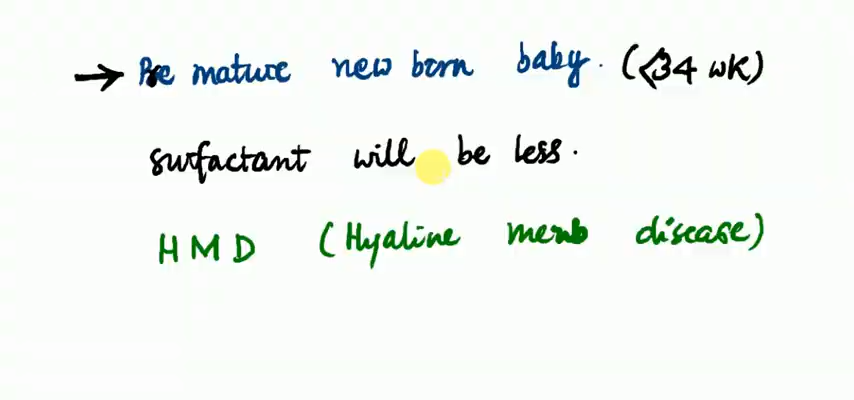 → Pre mature new born baby. (<34 wK)
surfactant will be less.
HMD (Hyaline memb disease)